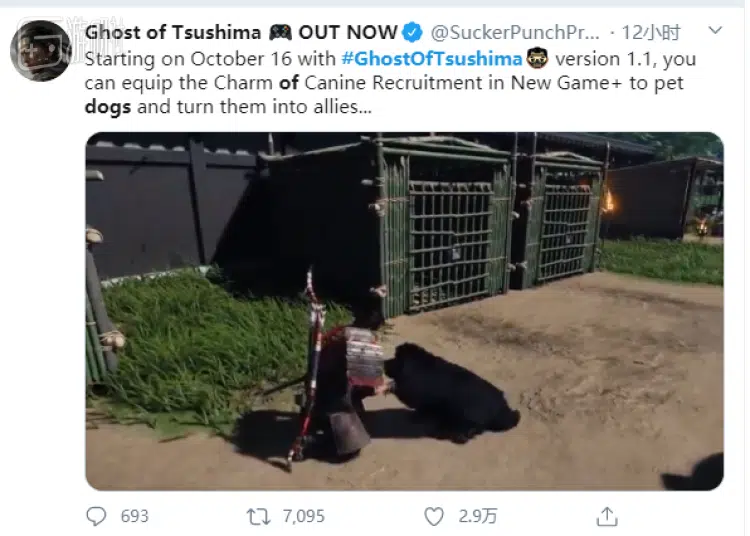 Ghost of Tsushima 🎮 OUT NOW @SuckerPunchPr... · 12小时
Starting on October 16 with #GhostOfTsushima version 1.1, you
can equip the Charm of Canine Recruitment in New Game+ to pet
dogs and turn them into allies...
693 7,095 2.9万